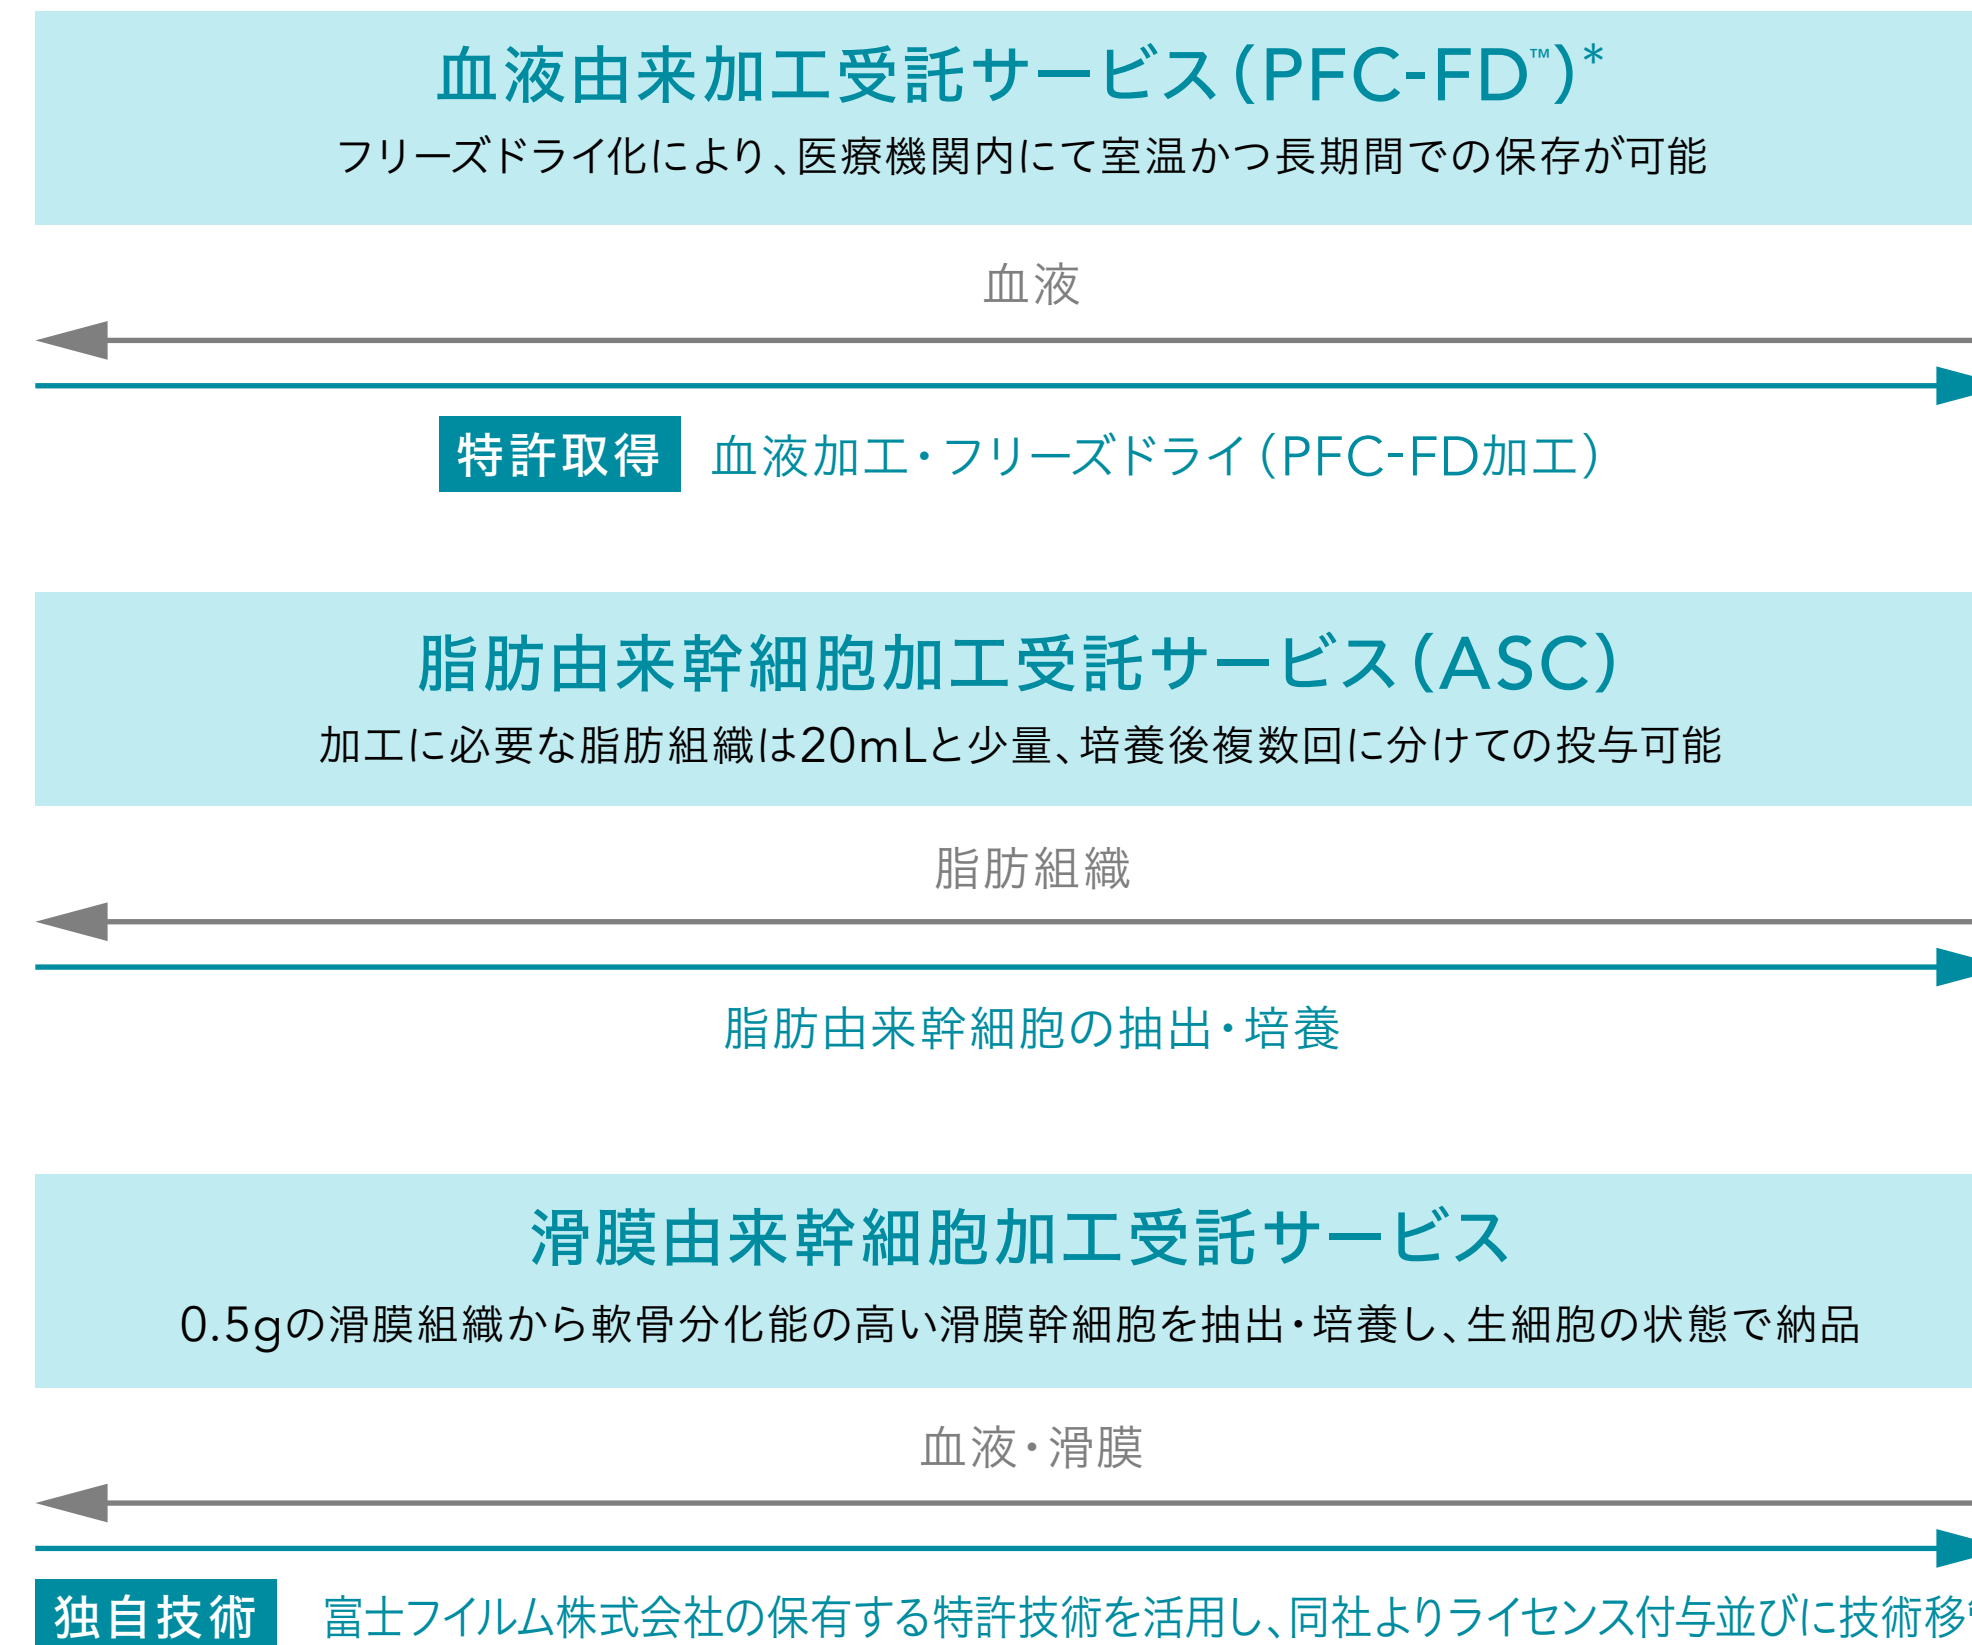 血液由来加工受託サービス（PFC-FD™）*
フリーズドライ化により、医療機関内にて室温かつ長期間での保存が可能
血液
特許取得 血液加工・フリーズドライ（PFC-FD加工）
脂肪由来幹細胞加工受託サービス（ASC）
加工に必要な脂肪組織は20mLと少量、培養後複数回に分けての投与可能
脂肪組織
脂肪由来幹細胞の抽出・培養
滑膜由来幹細胞加工受託サービス
0.5gの滑膜組織から軟骨分化能の高い滑膜幹細胞を抽出・培養し、生細胞の状態で納品
血液・滑膜
独自技術 富士フイルム株式会社の保有する特許技術を活用し、同社よりライセンス付与並びに技術移